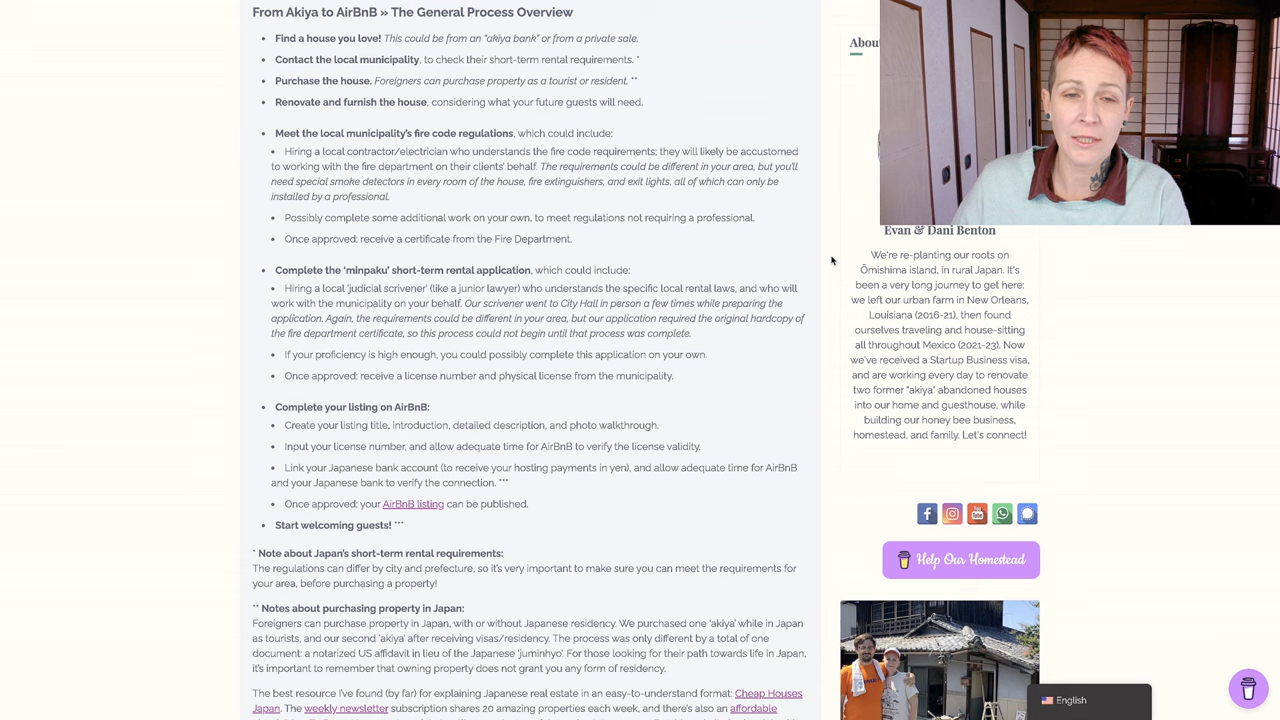 From Akiya to AirBnB » The General Process Overview
• Find a house you love! This could be from an "akiya bank" or from a private sale.
• Contact the local municipality, to check their short-term rental requirements. *
• Purchase the house. Foreigners can purchase property as a tourist or resident. **
• Renovate and furnish the house, considering what your future guests will need.
• Meet the local municipality's fire code regulations, which could include:
• Hiring a local contractor/electrician who understands the fire code requirements; they will likely be accustomed
to working with the fire department on their clients' behalf. The requirements could be different in your area, but you'll
need special smoke detectors in every room of the house, fire extinguishers, and exit lights, all of which can only be
installed by a professional.
• Possibly complete some additional work on your own, to meet regulations not requiring a professional.
• Once approved: receive a certificate from the Fire Department.
• Complete the 'minpaku' short-term rental application, which could include:
• Hiring a local 'judicial scrivener' (like a junior lawyer) who understands the specific local rental laws, and who will
work with the municipality on your behalf. Our scrivener went to City Hall in person a few times while preparing the
application. Again, the requirements could be different in your area, but our application required the original hardcopy of
the fire department certificate, so this process could not begin until that process was complete.
• If your proficiency is high enough, you could possibly complete this application on your own.
• Once approved: receive a license number and physical license from the municipality.
• Complete your listing on AirBnB:
• Create your listing title, introduction, detailed description, and photo walkthrough.
• Input your license number, and allow adequate time for AirBnB to verify the license validity.
• Link your Japanese bank account (to receive your hosting payments in yen), and allow adequate time for AirBnB
and your Japanese bank to verify the connection. ***
• Once approved: your AirBnB listing can be published.
• Start welcoming guests! ***
* Note about Japan's short-term rental requirements:
The regulations can differ by city and prefecture, so it's very important to make sure you can meet the requirements for
your area, before purchasing a property!
** Notes about purchasing property in Japan:
Foreigners can purchase property in Japan, with or without Japanese residency. We purchased one 'akiya' while in Japan
as tourists, and our second 'akiya' after receiving visas/residency. The process was only different by a total of one
document: a notarized US affidavit in lieu of the Japanese 'juminhyo'. For those looking for their path towards life in Japan,
it's important to remember that owning property does not grant you any form of residency.
The best resource I've found (by far) for explaining Japanese real estate in an easy-to-understand format: Cheap Houses
Japan. The weekly newsletter subscription shares 20 amazing properties each week, and there's also an affordable
Abou
Evan & Dani Benton
We're re-planting our roots on
Ōmishima island, in rural Japan. It's
been a very long journey to get here:
we left our urban farm in New Orleans,
Louisiana (2016-21), then found
ourselves traveling and house-sitting
all throughout Mexico (2021-23). Now
we've received a Startup Business visa,
and are working every day to renovate
two former "akiya" abandoned houses
into our home and guesthouse, while
building our honey bee business,
homestead, and family. Let's connect!
Help Our Homestead
English